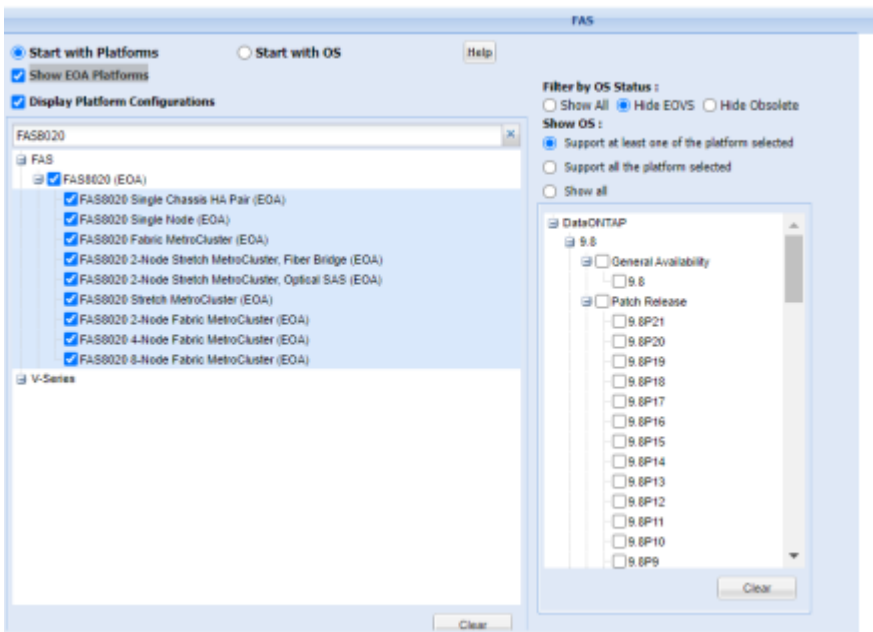 FAS
Start with Platforms
Start with OS
Help
Show EOA Platforms
Display Platform Configurations
FAS8020
FAS
FAS8020 (EOA)
FAS8020 Single Chassis HA Pair (EOA)
FAS8020 Single Node (EOA)
FAS8020 Fabric MetroCluster (EOA)
FAS8020 2-Node Stretch MetroCluster, Fiber Bridge (EOA)
FAS8020 2-Node Stretch MetroCluster, Optical SAS (EOA)
FAS8020 Stretch MetroCluster (EOA)
FAS8020 2-Node Fabric MetroCluster (EOA)
FAS8020 4-Node Fabric MetroCluster (EOA)
FAS8020 8-Node Fabric MetroCluster (EOA)
V-Series
Clear
Filter by OS Status :
Show All Hide EOVS Hide Obsolete
Show OS :
Support at least one of the platform selected
Support all the platform selected
Show all
DataONTAP
9.8
General Availability
9.8
Patch Release
9.8P21
9.8P20
9.8P19
9.8P18
9.8P17
9.8P16
9.8P15
9.8P14
9.8P13
9.8P12
9.8P11
9.8P10
9.8P9
Clear